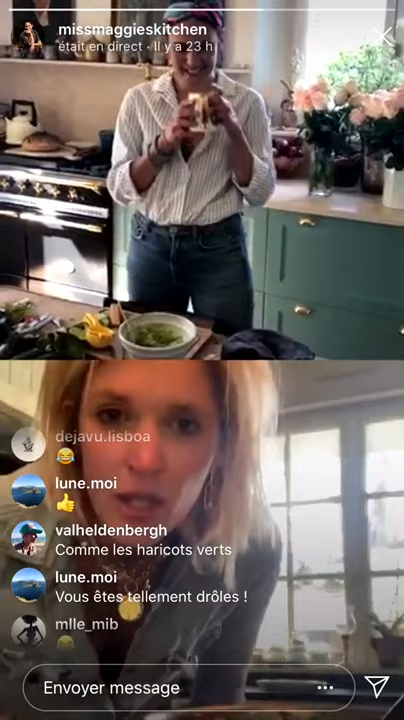 missmaggieskitchen
était en direct · Il y a 23 h
dejavu.lisboa
😂
lune.moi
👍
valheldenbergh
Comme les haricots verts
lune.moi
Vous êtes tellement drôles !
mlle_mib
😂
Envoyer message